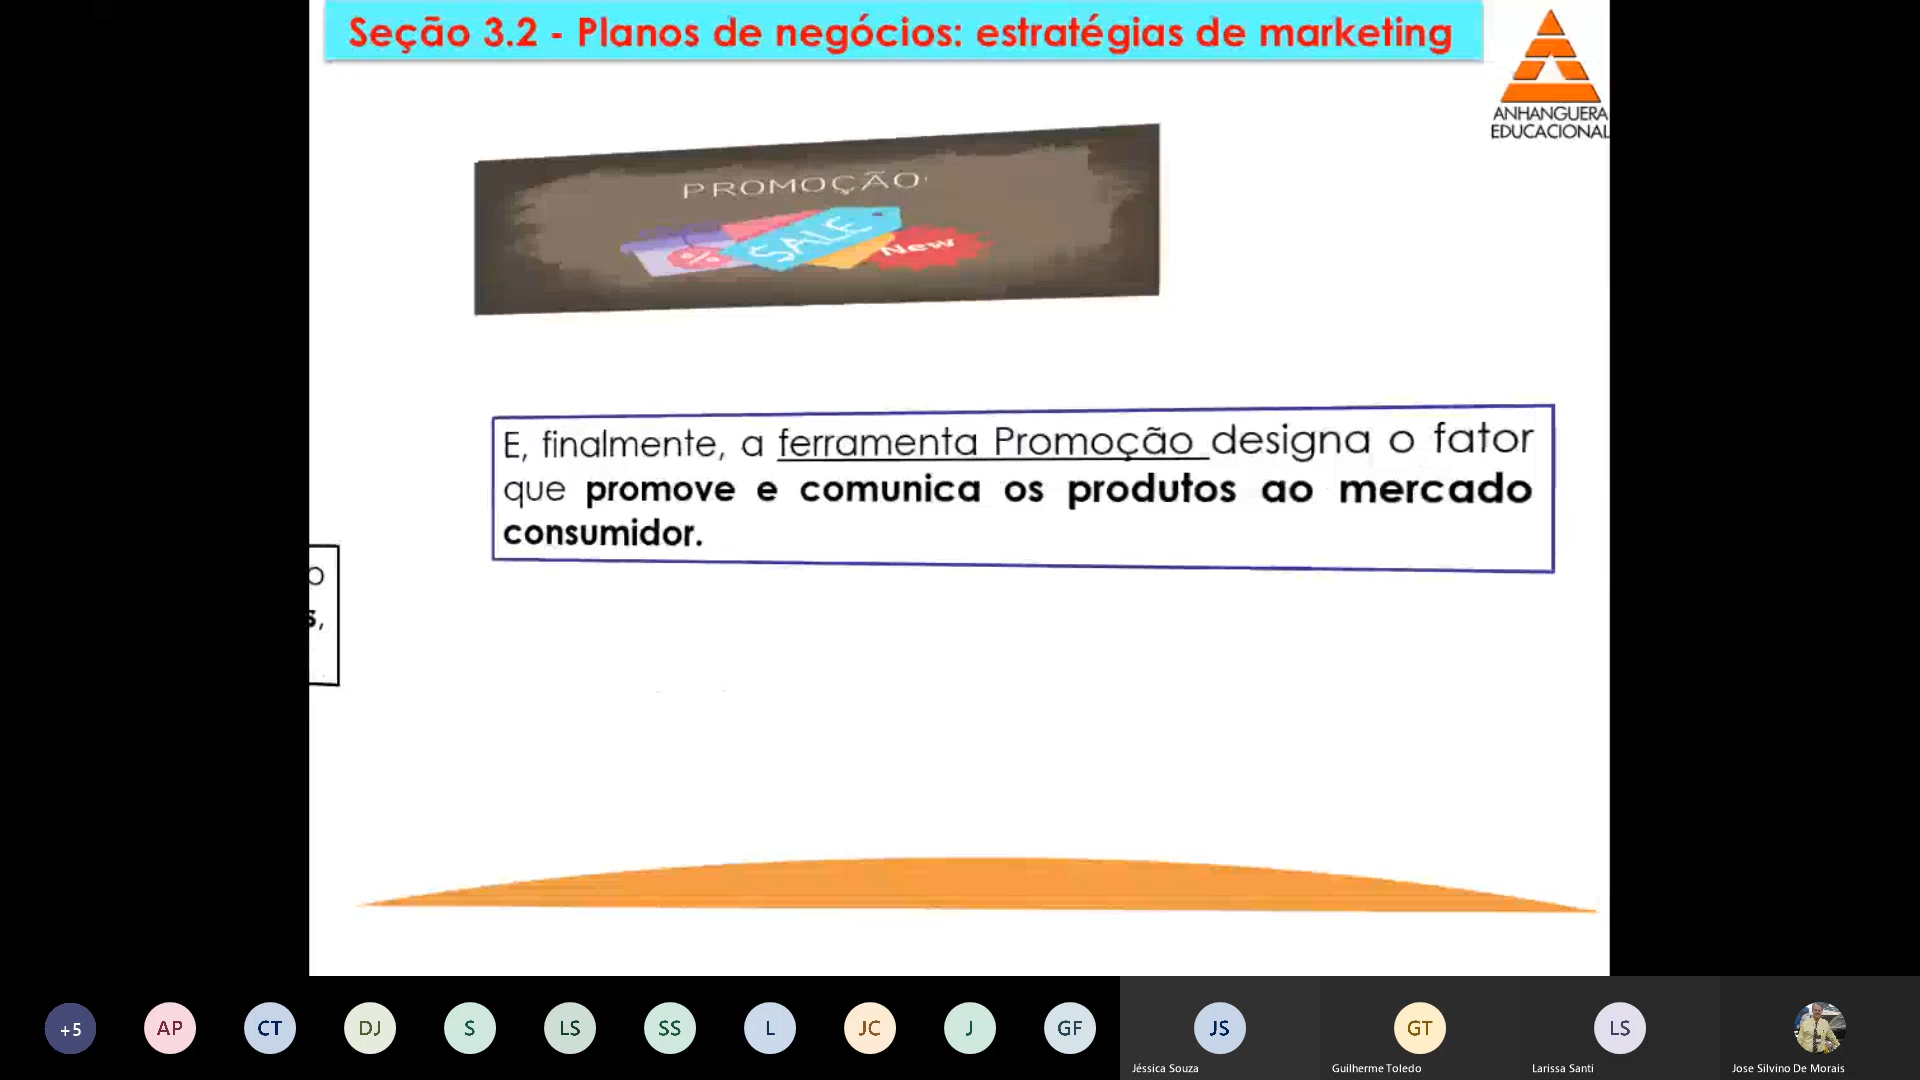 Seção 3.2 - Planos de negócios: estratégias de marketing
ANHANGUERA
EDUCACIONAL
PROMOÇÃO
%
SALE
New
E, finalmente, a ferramenta Promoção designa o fator
que promove e comunica os produtos ao mercado
consumidor.
o
s,
+5
AP
CT
DJ
S
LS
SS
L
JC
J
GF
JS
GT
LS
Jéssica Souza
Guilherme Toledo
Larissa Santi
Jose Silvino De Morais